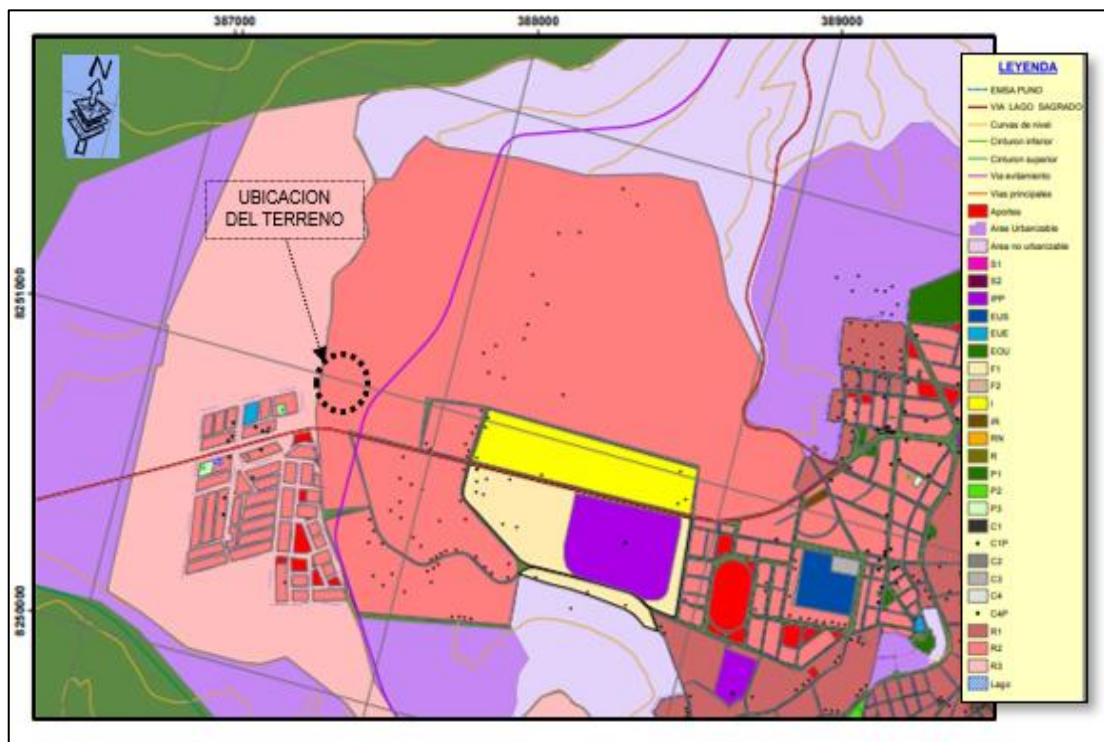 387000
388000
389000
8251000
8250000
N
UBICACION
DEL TERRENO
LEYENDA
EMSA PUNO
VIA LAGO SAGRADO
Curvas de nivel
Cinturon inferior
Cinturon superior
Via evitamiento
Vias principales
Aportes
Area Urbanizable
Area no urbanizable
S1
S2
IPP
EUS
EUE
EOU
F1
F2
I
IR
RN
R
P1
P2
P3
C1
C1P
C2
C3
C4
C4P
R1
R2
R3
Lago